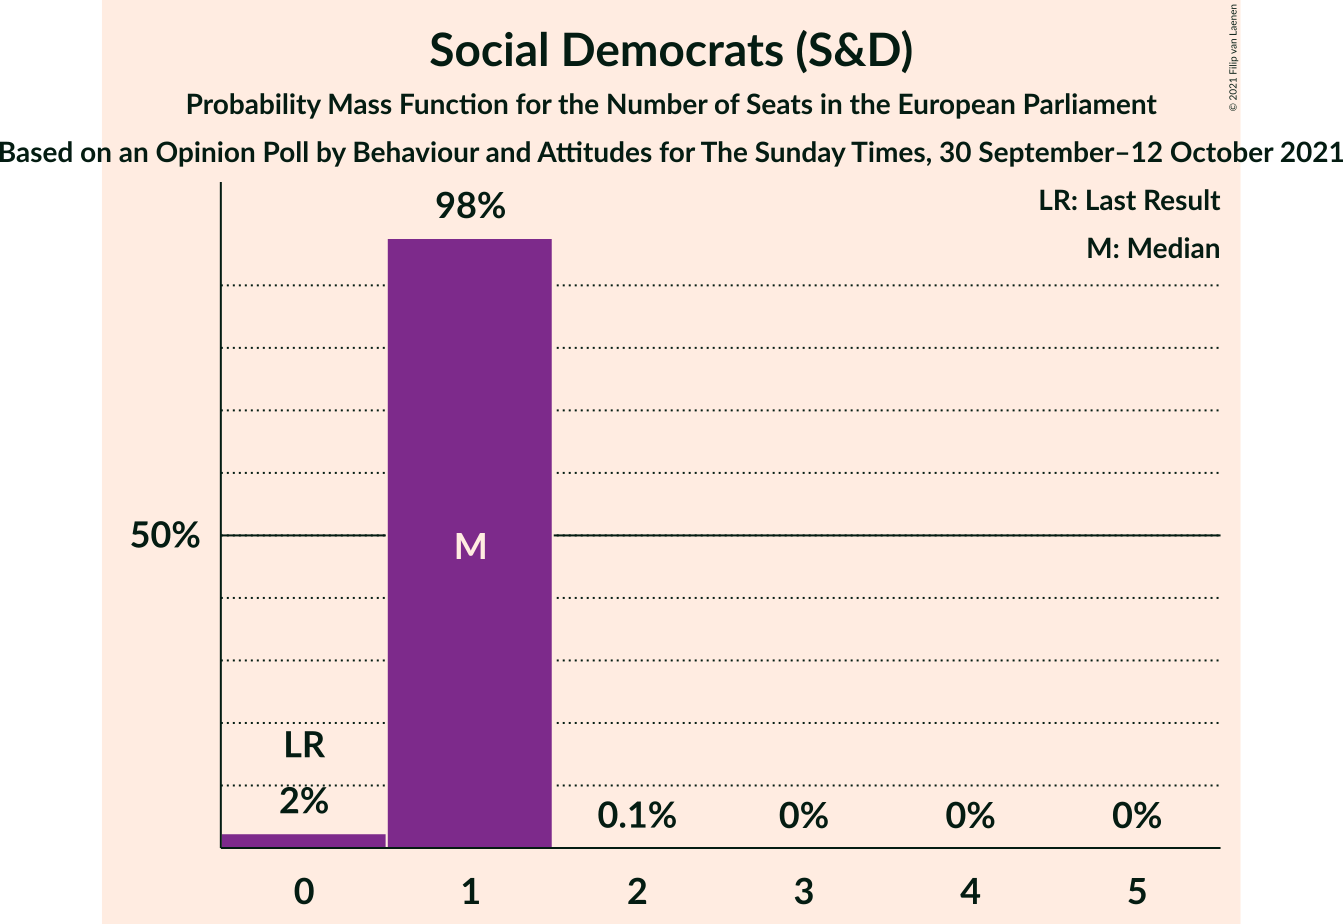 Social Democrats (S&D)
Probability Mass Function for the Number of Seats in the European Parliament
Based on an Opinion Poll by Behaviour and Attitudes for The Sunday Times, 30 September–12 October 2021
© 2021 Filip van Laenen
LR: Last Result
M: Median
98%
50%
M
LR
2%
0.1%
0%
0%
0%
0
1
2
3
4
5